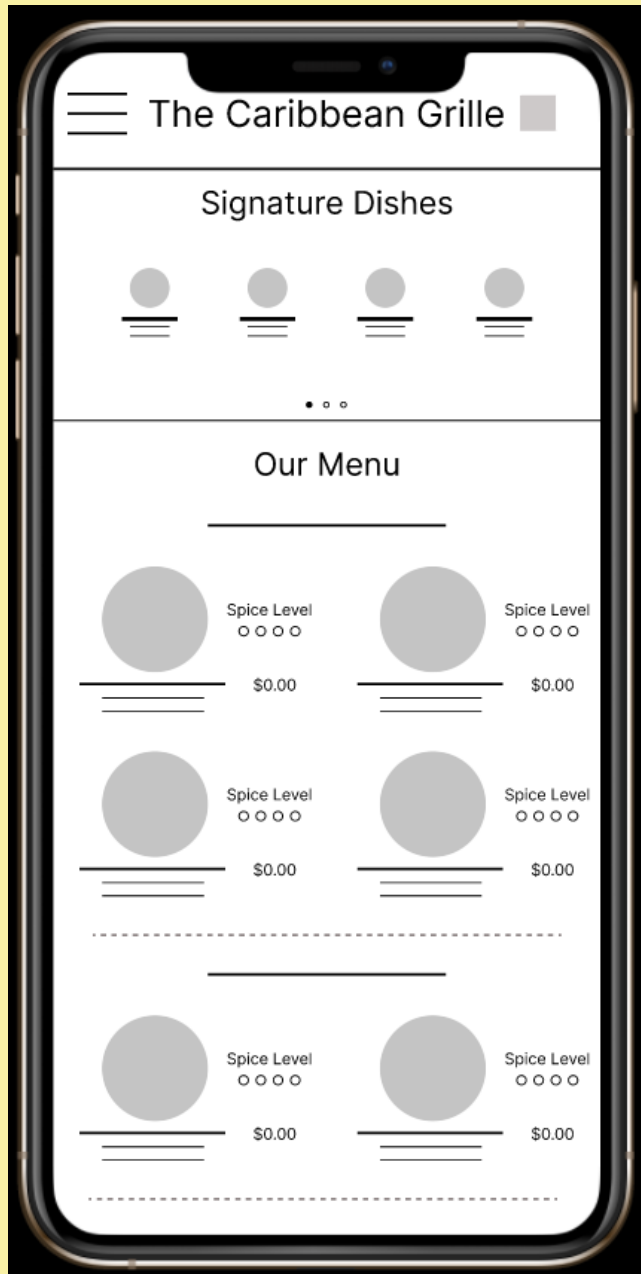 The Caribbean Grille
Signature Dishes
Our Menu
Spice Level
$0.00
Spice Level
$0.00
Spice Level
$0.00
Spice Level
$0.00
Spice Level
$0.00
Spice Level
$0.00